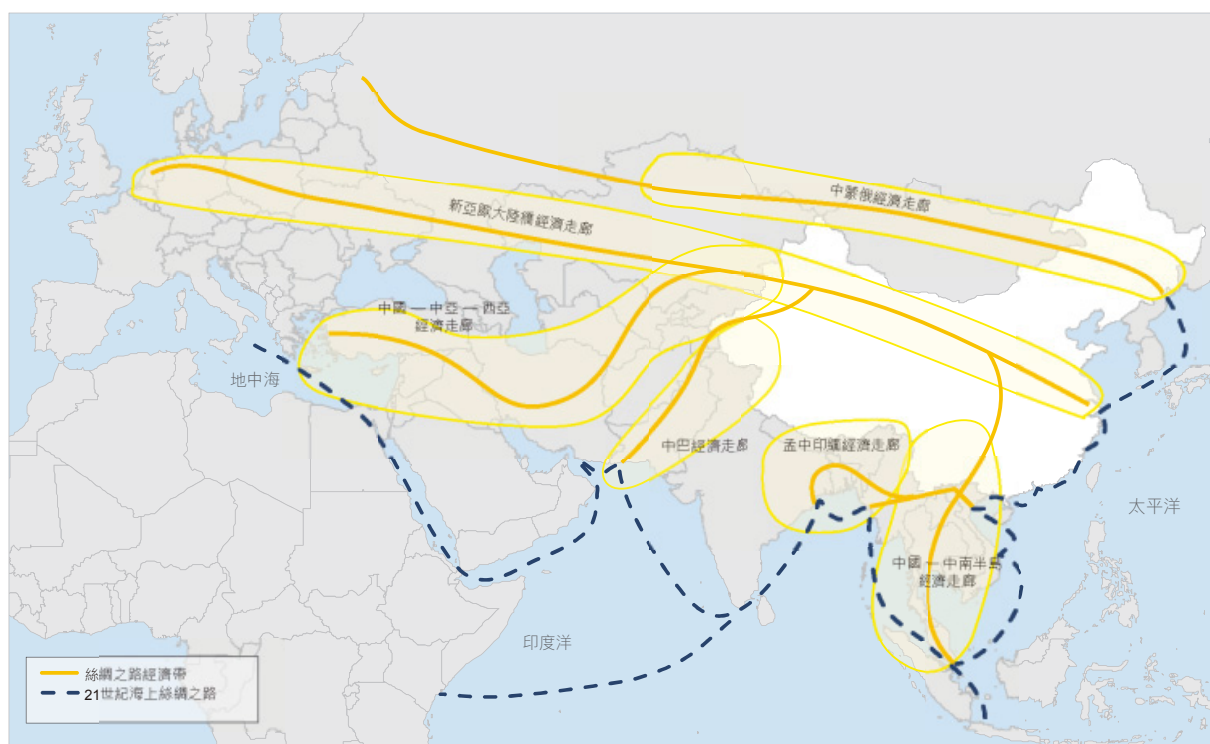 中蒙俄經濟走廊
新亞歐大陸橋經濟走廊
中國 — 中亞 — 西亞
經濟走廊
地中海
中巴經濟走廊
孟中印緬經濟走廊
太平洋
中國 — 中南半島
經濟走廊
印度洋
絲綢之路經濟帶
21世紀海上絲綢之路